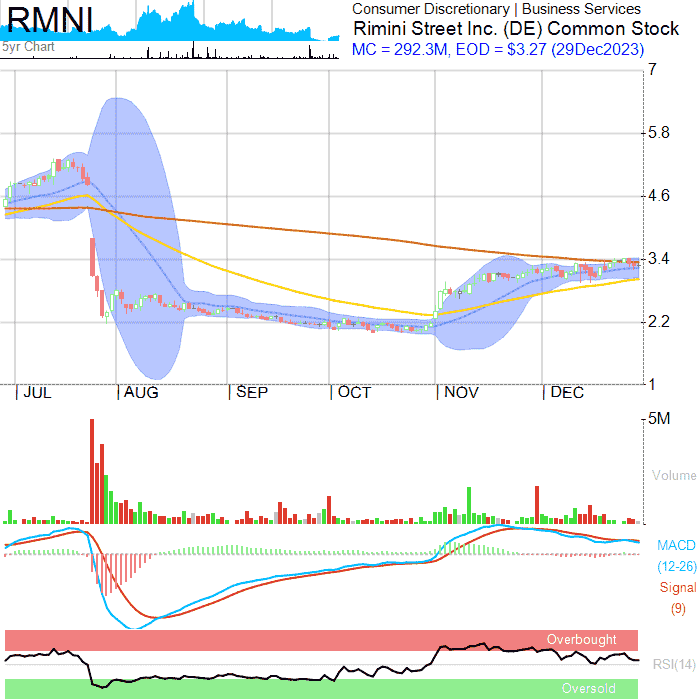 RMNI
5yr Chart
Consumer Discretionary | Business Services
Rimini Street Inc. (DE) Common Stock
MC = 292.3M, EOD = $3.27 (29Dec2023)
7
5.8
4.6
3.4
2.2
1
JUL AUG SEP OCT NOV DEC
5M
Volume
MACD
(12-26)
Signal
(9)
Overbought
RSI(14)
Oversold